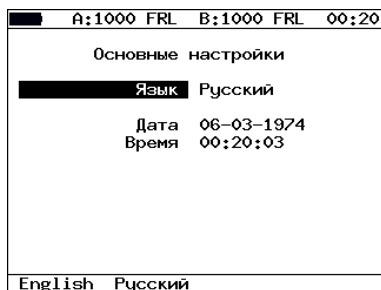 A:1000 FRL B:1000 FRL 00:20
Основные настройки
Язык Русский
Дата 06-03-1974
Время 00:20:03
English Русский